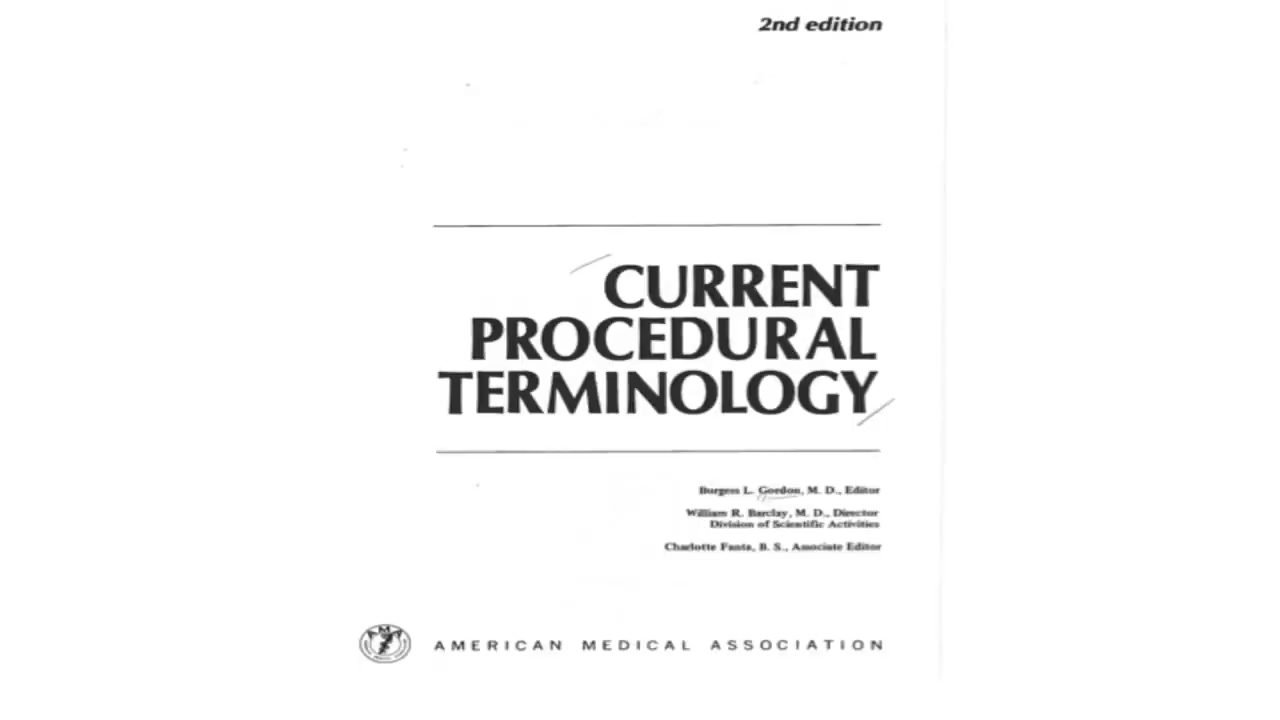 2nd edition
CURRENT
PROCEDURAL
TERMINOLOGY
Burgess L. Gordon, M. D., Editor
William R. Barclay, M. D., Director
Division of Scientific Activities
Charlotte Fanta, B. S., Associate Editor
AMA
AMERICAN MEDICAL ASSOCIATION